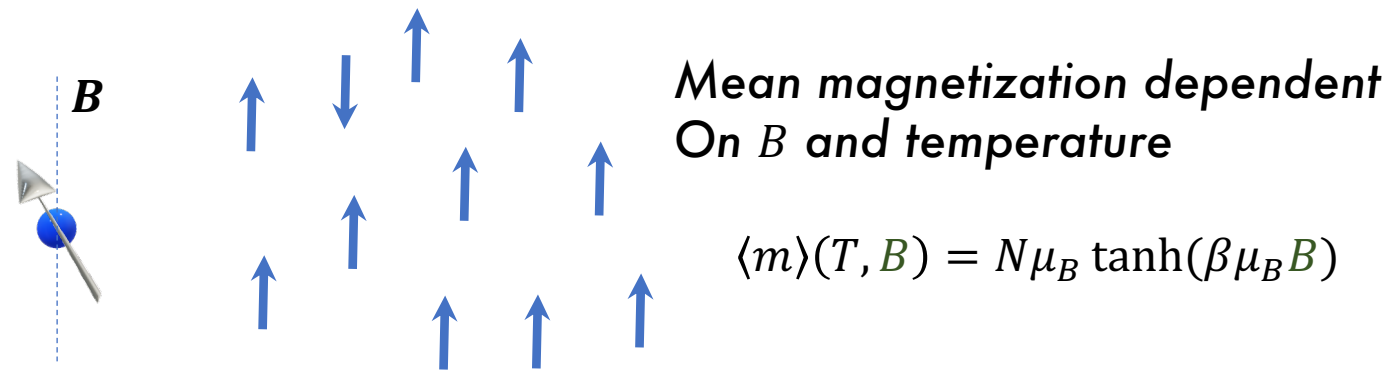 B
Mean magnetization dependent
On B and temperature
⟨m⟩(T, B) = Nμ_B tanh(βμ_B B)